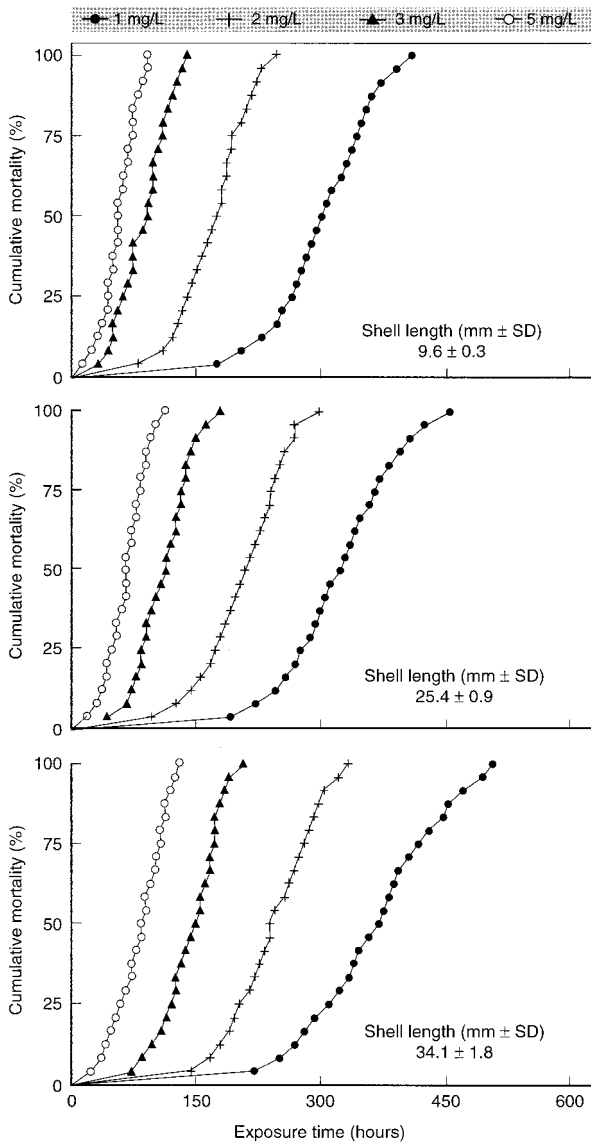 1 mg/L 2 mg/L 3 mg/L 5 mg/L
100
75
50
25
0
Cumulative mortality (%)
Shell length (mm ± SD)
9.6 ± 0.3
100
75
50
25
0
Cumulative mortality (%)
Shell length (mm ± SD)
25.4 ± 0.9
100
75
50
25
0
Cumulative mortality (%)
Shell length (mm ± SD)
34.1 ± 1.8
0 150 300 450 600
Exposure time (hours)